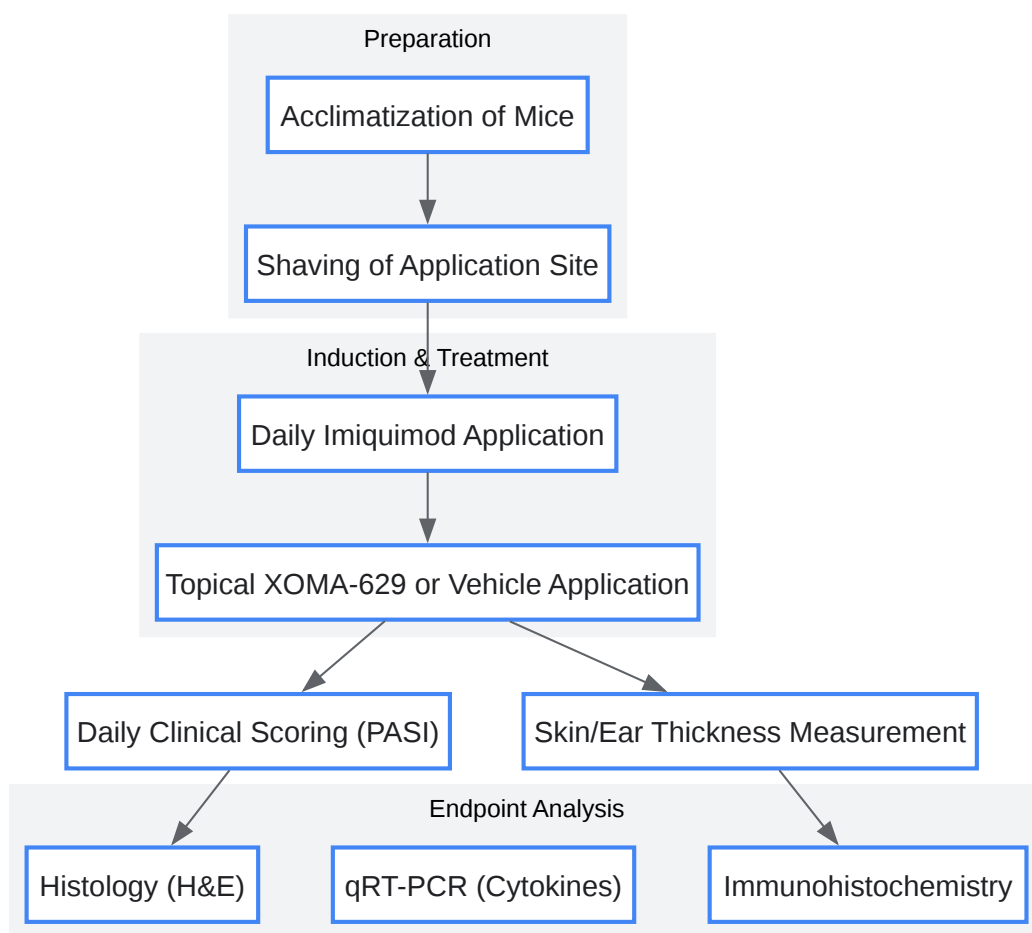 Preparation
Acclimatization of Mice
Shaving of Application Site
Induction & Treatment
Daily Imiquimod Application
Topical XOMA-629 or Vehicle Application
Daily Clinical Scoring (PASI)
Skin/Ear Thickness Measurement
Endpoint Analysis
Histology (H&E)
qRT-PCR (Cytokines)
Immunohistochemistry